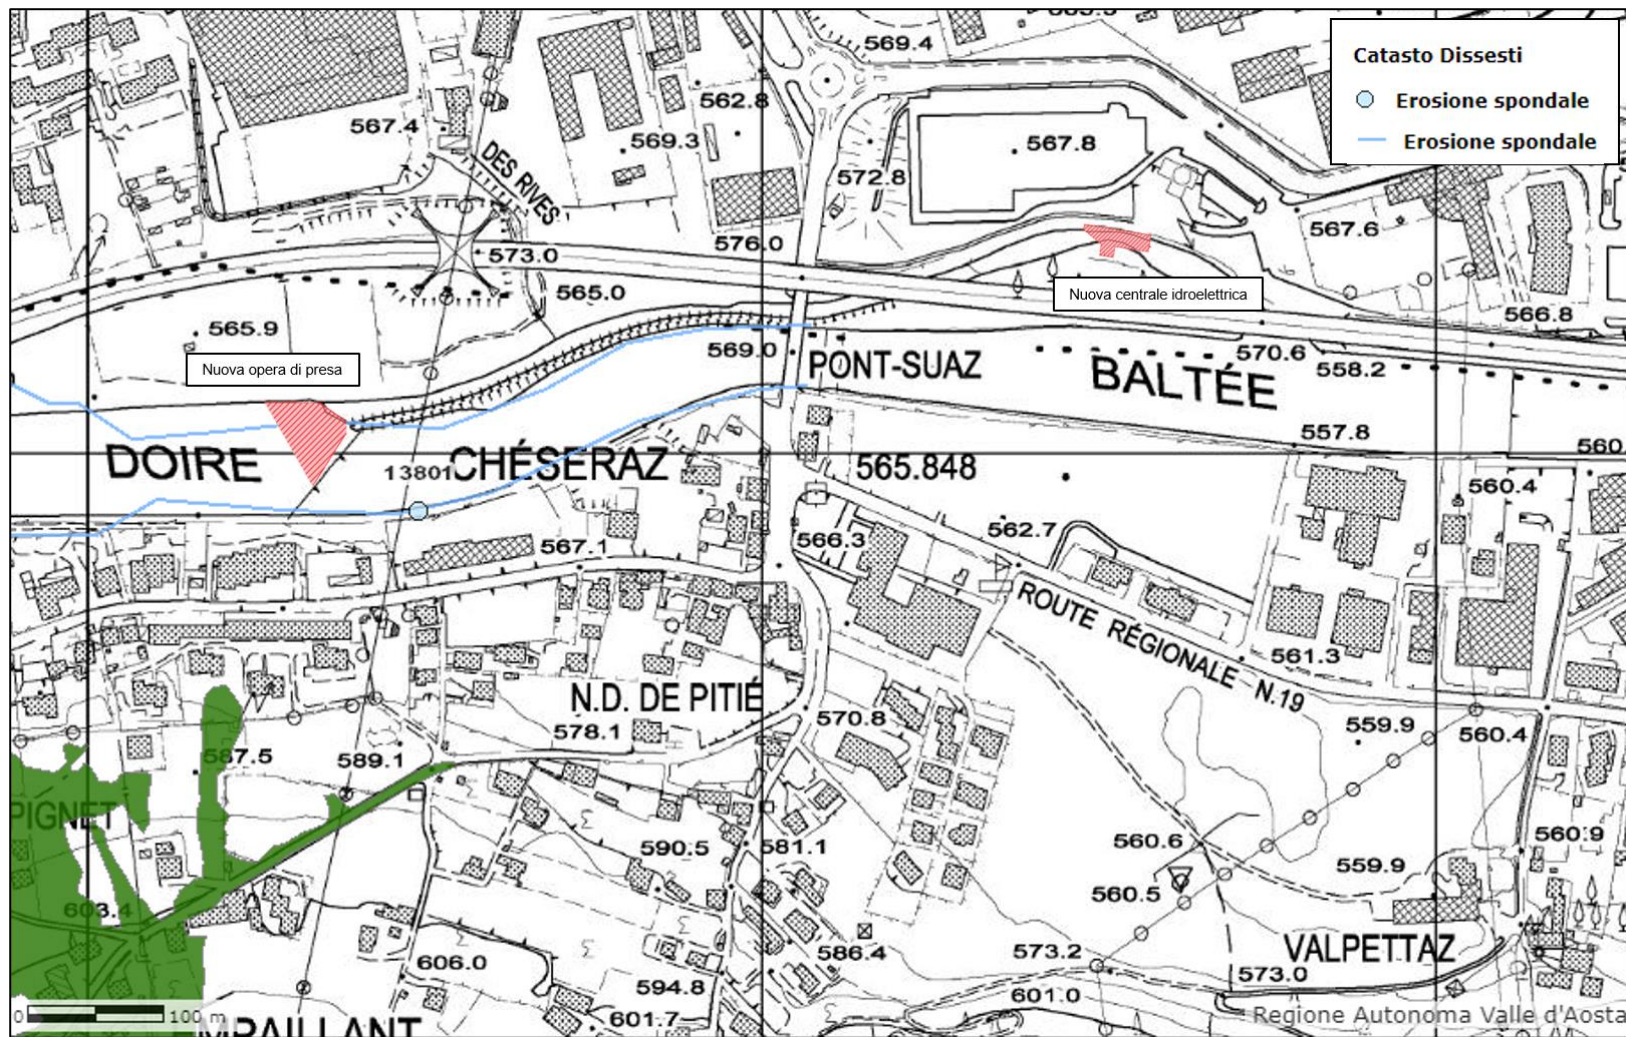 569.4
Catasto Dissesti
Erosione spondale
Erosione spondale
562.8
567.4
569.3
567.8
DES RIVES
572.8
567.6
576.0
573.0
565.0
Nuova centrale idroelettrica
566.8
565.9
569.0
570.6
Nuova opera di presa
PONT-SUAZ
BALTÉE
558.2
557.8
560.
DOIRE
13801
CHÉSERAZ
565.848
560.4
567.1
566.3
562.7
ROUTE RÉGIONALE N.19
561.3
N.D. DE PITIÉ
578.1
570.8
559.9
560.4
587.5
589.1
PIGNET
590.5
581.1
560.6
560.9
559.9
560.5
603.4
586.4
573.2
VALPETTAZ
573.0
606.0
594.8
601.0
0
100 m
601.7
Regione Autonoma Valle d'Aosta